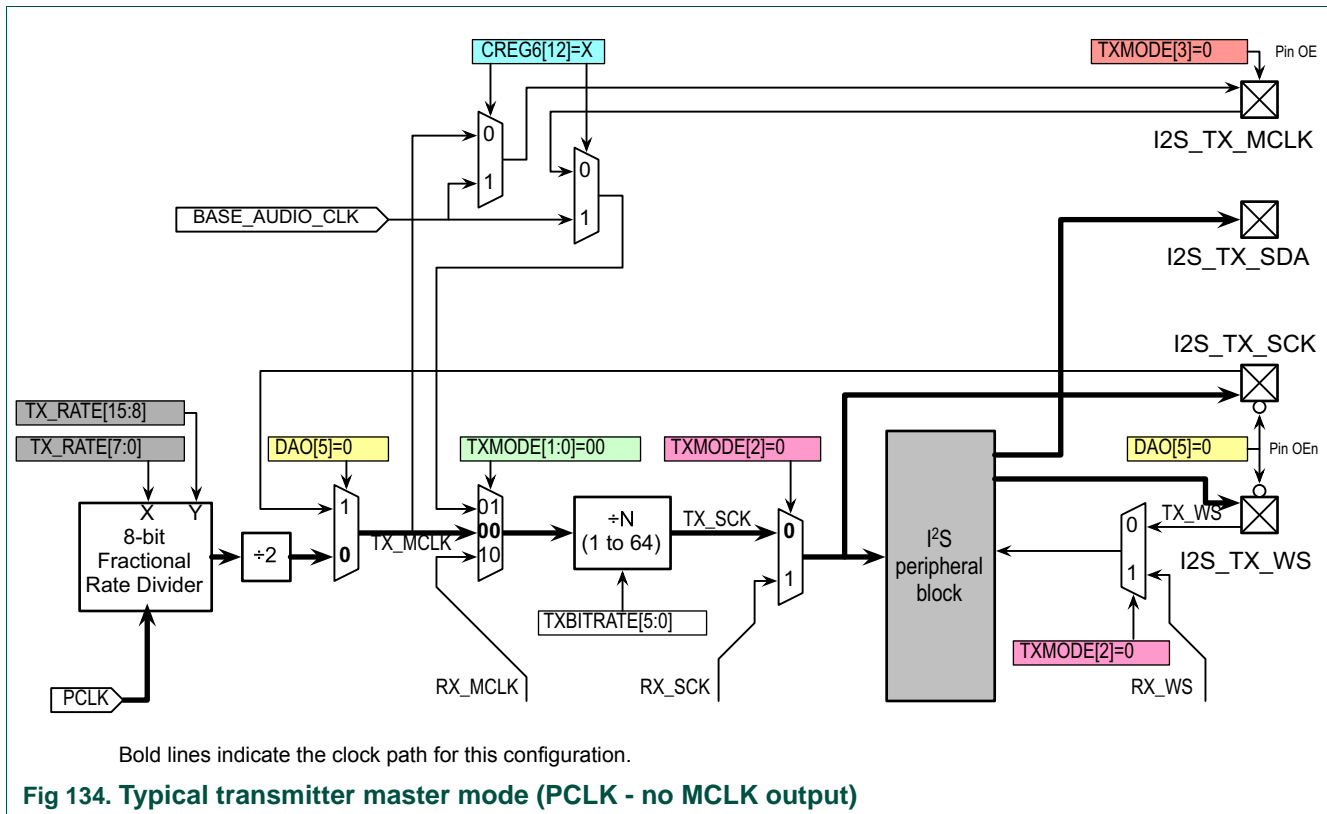 CREG6[12]=X
TXMODE[3]=0
Pin OE
0
1
I2S_TX_MCLK
0
1
BASE_AUDIO_CLK
I2S_TX_SDA
I2S_TX_SCK
TX_RATE[15:8]
TX_RATE[7:0]
DAO[5]=0
TXMODE[1:0]=00
TXMODE[2]=0
DAO[5]=0
Pin OEn
X Y
8-bit
Fractional
Rate Divider
÷2
1
0
TX_MCLK
01
00
10
÷N
(1 to 64)
TX_SCK
0
1
I²S
peripheral
block
0
1
TX_WS
I2S_TX_WS
TXBITRATE[5:0]
TXMODE[2]=0
PCLK
RX_MCLK
RX_SCK
RX_WS
Bold lines indicate the clock path for this configuration.
Fig 134. Typical transmitter master mode (PCLK - no MCLK output)